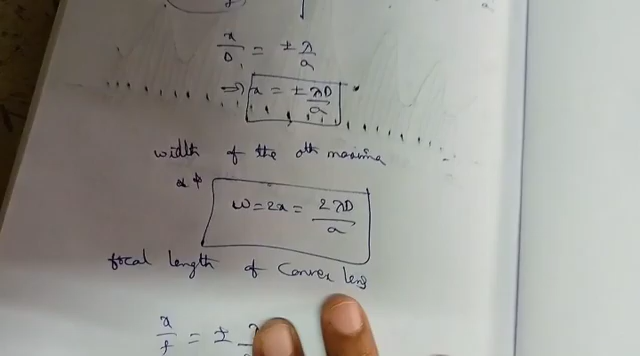 x/D = ± λ/a
⇒ x = ± λD/a
width of the 0th maxima
W = 2x = 2λD/a
focal length of Convex lens
x/f = ±